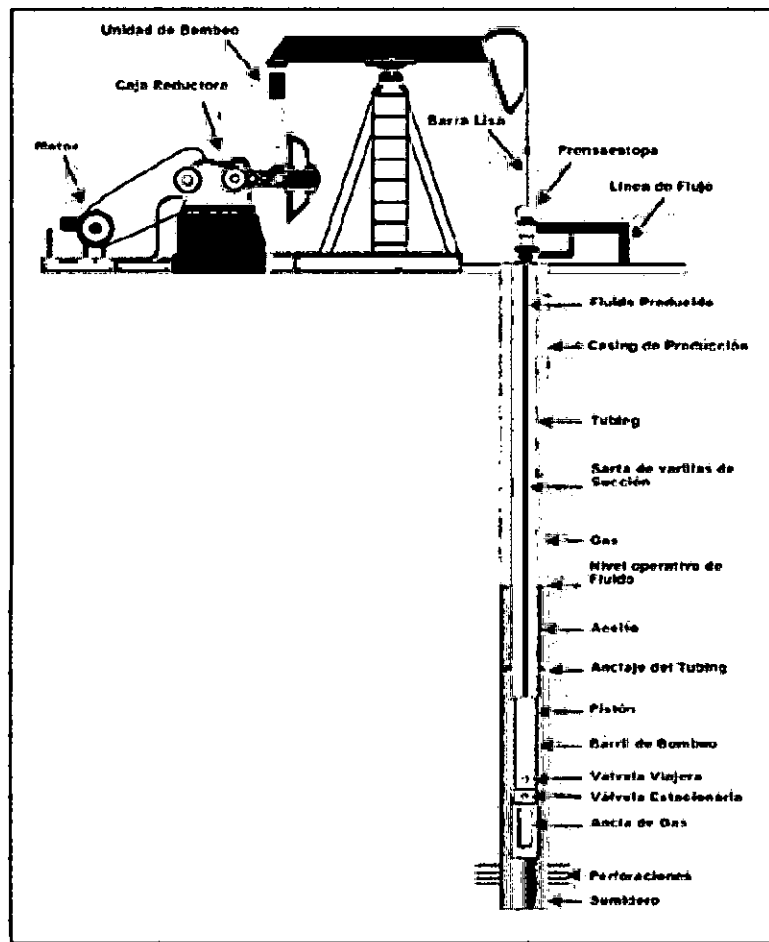 Unidad de Bombeo
Caja Reductora
Motor
Barra Lisa
Prensaestopa
Línea de Flujo
Fluido Producido
Casing de Producción
Tubing
Sarta de varillas de
Succión
Gas
Nivel operativo de
Fluido
Aceite
Anclaje del Tubing
Pistón
Barril de Bombeo
Válvula Viajera
Válvula Estacionaria
Ancla de Gas
Perforaciones
Sumidero